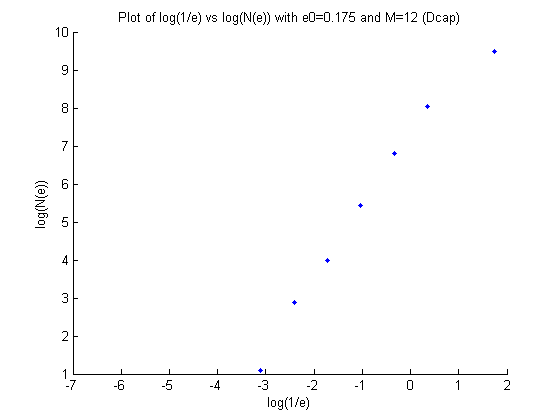 Plot of log(1/e) vs log(N(e)) with e0=0.175 and M=12 (Dcap)
10
9
8
7
6
5
4
3
2
1
log(N(e))
-7 -6 -5 -4 -3 -2 -1 0 1 2
log(1/e)